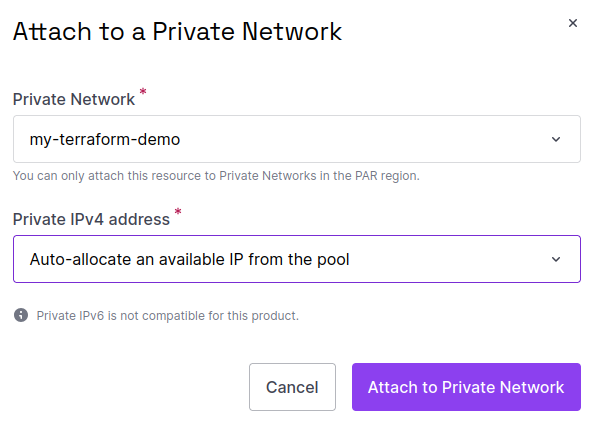 Attach to a Private Network
Private Network *
my-terraform-demo
You can only attach this resource to Private Networks in the PAR region.
Private IPv4 address *
Auto-allocate an available IP from the pool
Private IPv6 is not compatible for this product.
Cancel
Attach to Private Network